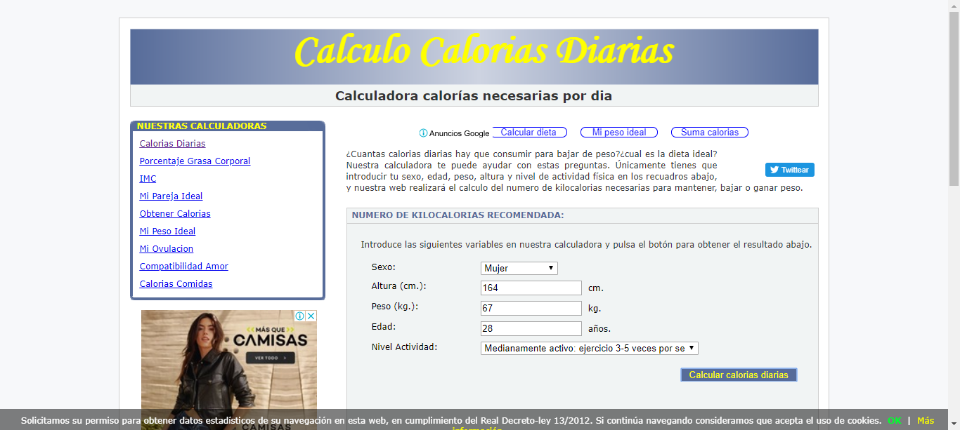 Calculo Calorias Diarias
Calculadora calorías necesarias por dia
NUESTRAS CALCULADORAS
Calorias Diarias
Porcentaje Grasa Corporal
IMC
Mi Pareja Ideal
Obtener Calorias
Mi Peso Ideal
Mi Ovulacion
Compatibilidad Amor
Calorias Comidas
MÁS QUE
CAMISAS
VER TODO
Anuncios Google Calcular dieta Mi peso ideal Suma calorias
¿Cuantas calorias diarias hay que consumir para bajar de peso?¿cual es la dieta ideal?
Nuestra calculadora te puede ayudar con estas preguntas. Únicamente tienes que
introducir tu sexo, edad, peso, altura y nivel de actividad física en los recuadros abajo,
y nuestra web realizará el calculo del numero de kilocalorias necesarias para mantener, bajar o ganar peso.
Twittear
NUMERO DE KILOCALORIAS RECOMENDADA:
Introduce las siguientes variables en nuestra calculadora y pulsa el botón para obtener el resultado abajo.
Sexo: Mujer
Altura (cm.): 164 cm.
Peso (kg.): 67 kg.
Edad: 28 años.
Nivel Actividad: Medianamente activo: ejercicio 3-5 veces por se
Calcular calorias diarias
Solicitamos su permiso para obtener datos estadísticos de su navegación en esta web, en cumplimiento del Real Decreto-ley 13/2012. Si continúa navegando consideramos que acepta el uso de cookies. OK | Más
información